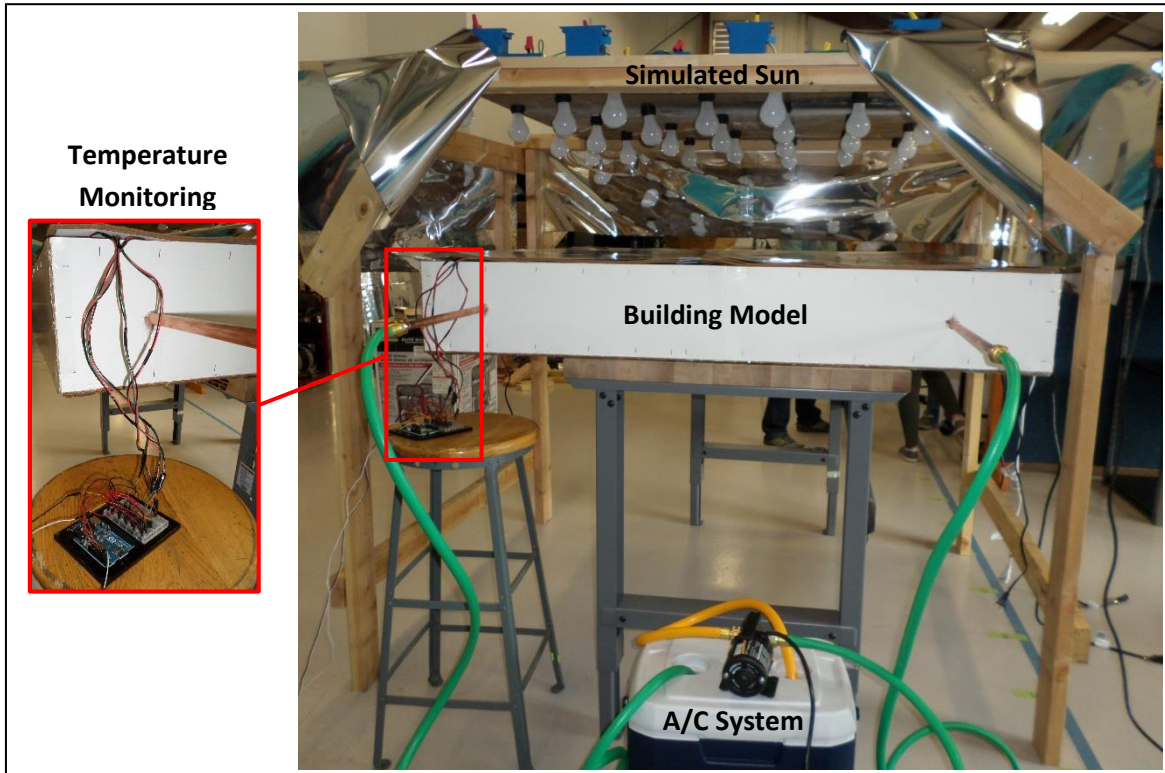 Simulated Sun
Temperature
Monitoring
Building Model
A/C System